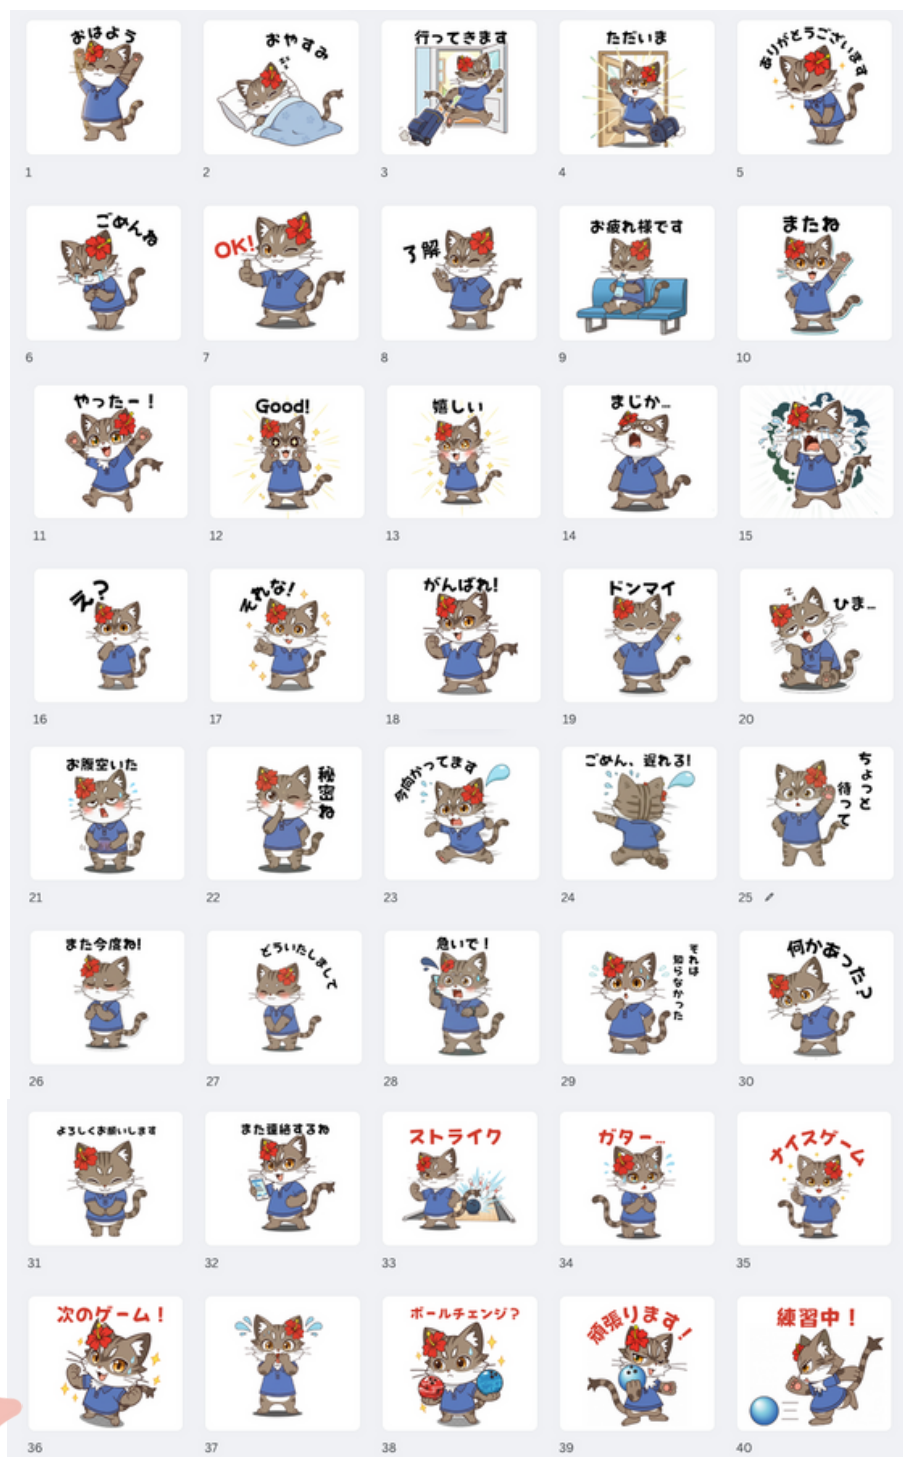 おはよう
おやすみ
行ってきます
ただいま
ありがとうございます
1
2
3
4
5
ごめんね
OK!
了解
お疲れ様です
またね
6
7
8
9
10
やったー！
Good!
嬉しい
まじか…
11
12
13
14
15
え？
それな!
がんばれ!
ドンマイ
ひま…
16
17
18
19
20
お腹空いた
秘密ね
今向かってます
ごめん、遅れる!
ちょっと
待って
21
22
23
24
25
また今度ね!
どういたしまして
急いで！
それは
知らなかった
何かあった？
26
27
28
29
30
よろしくお願いします
また連絡するね
ストライク
ガター…
ナイスゲーム
31
32
33
34
35
次のゲーム！
ボールチェンジ？
頑張ります！
練習中！
36
37
38
39
40